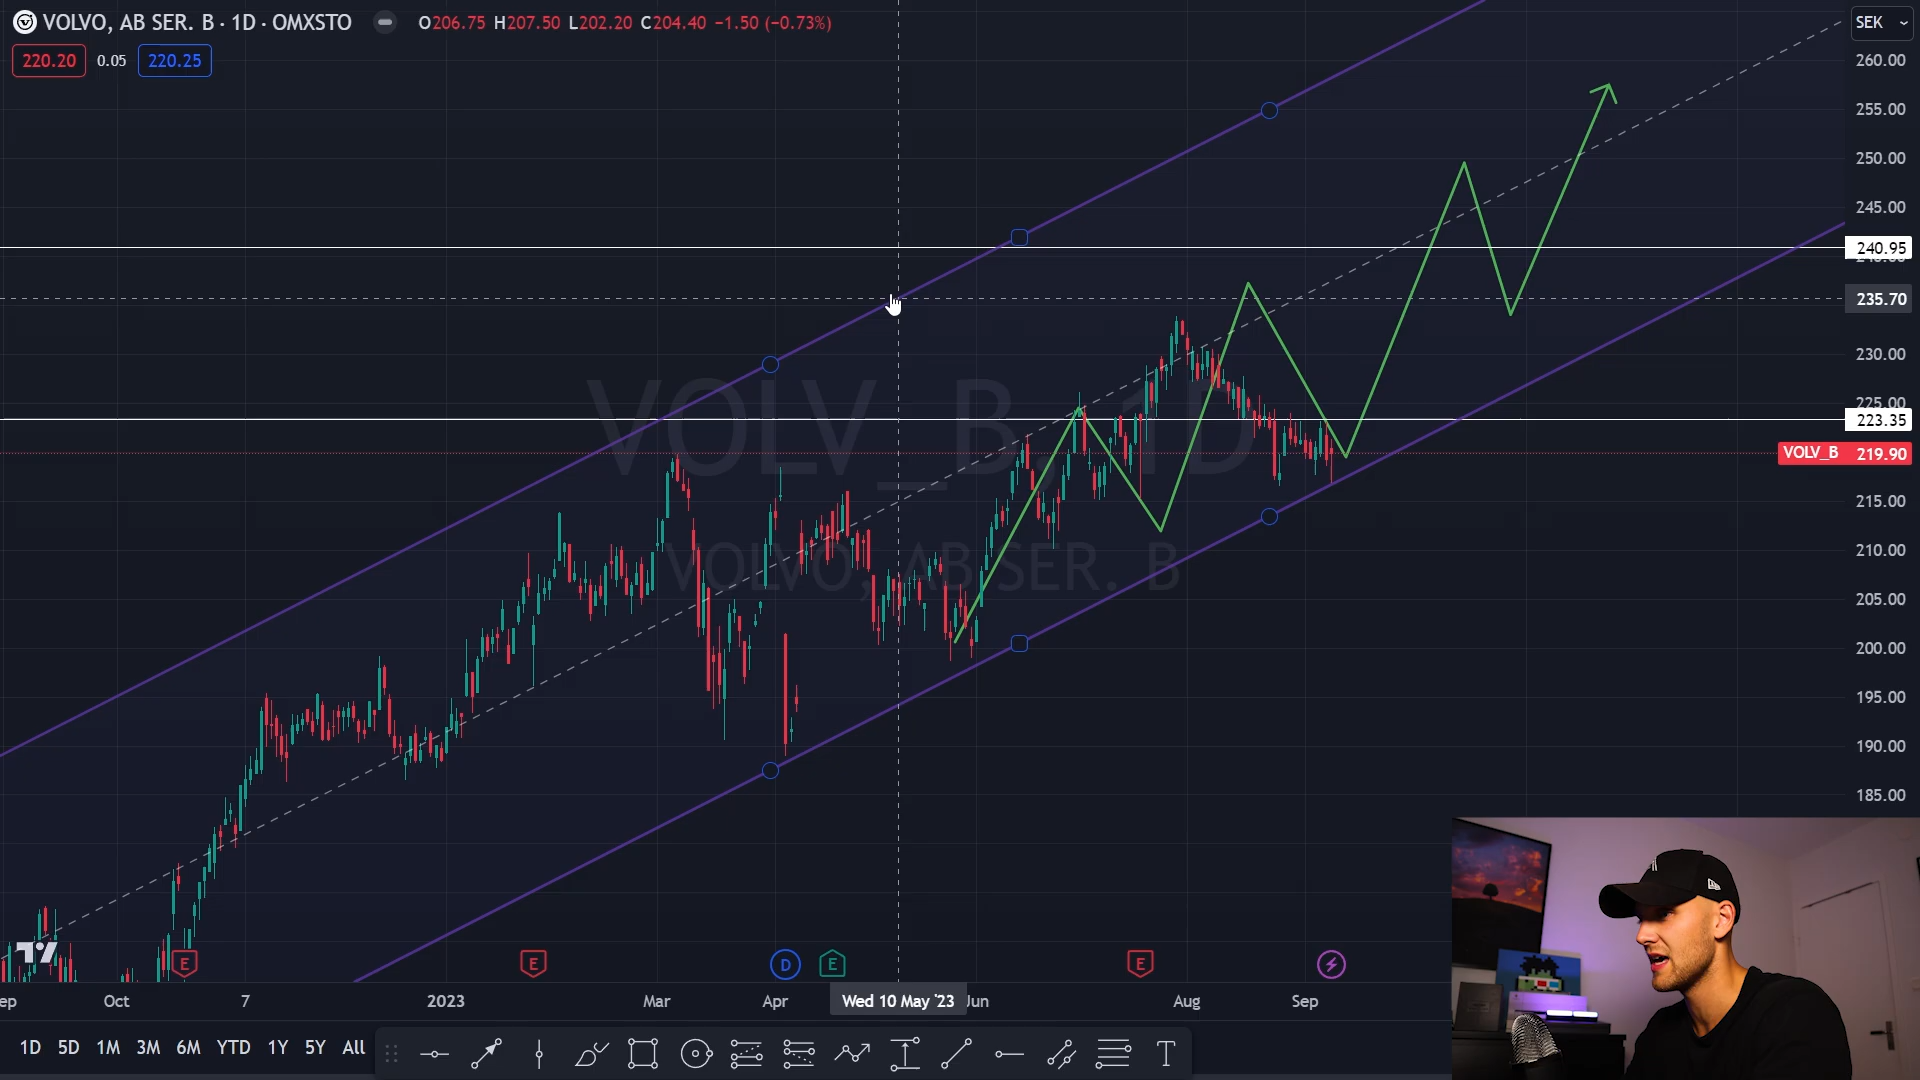 VOLVO, AB SER. B · 1D · OMXSTO
O206.75 H207.50 L202.20 C204.40 −1.50 (−0.73%)
SEK
220.20 0.05 220.25
260.00
255.00
250.00
245.00
240.95
235.70
230.00
225.00
223.35
VOLV_B 219.90
215.00
210.00
205.00
200.00
195.00
190.00
185.00
VOLV_B, 1D
VOLVO, AB SER. B
E
E
D
E
E
Oct
7
2023
Mar
Apr
Wed 10 May '23
Jun
Aug
Sep
1D 5D 1M 3M 6M YTD 1Y 5Y All
T